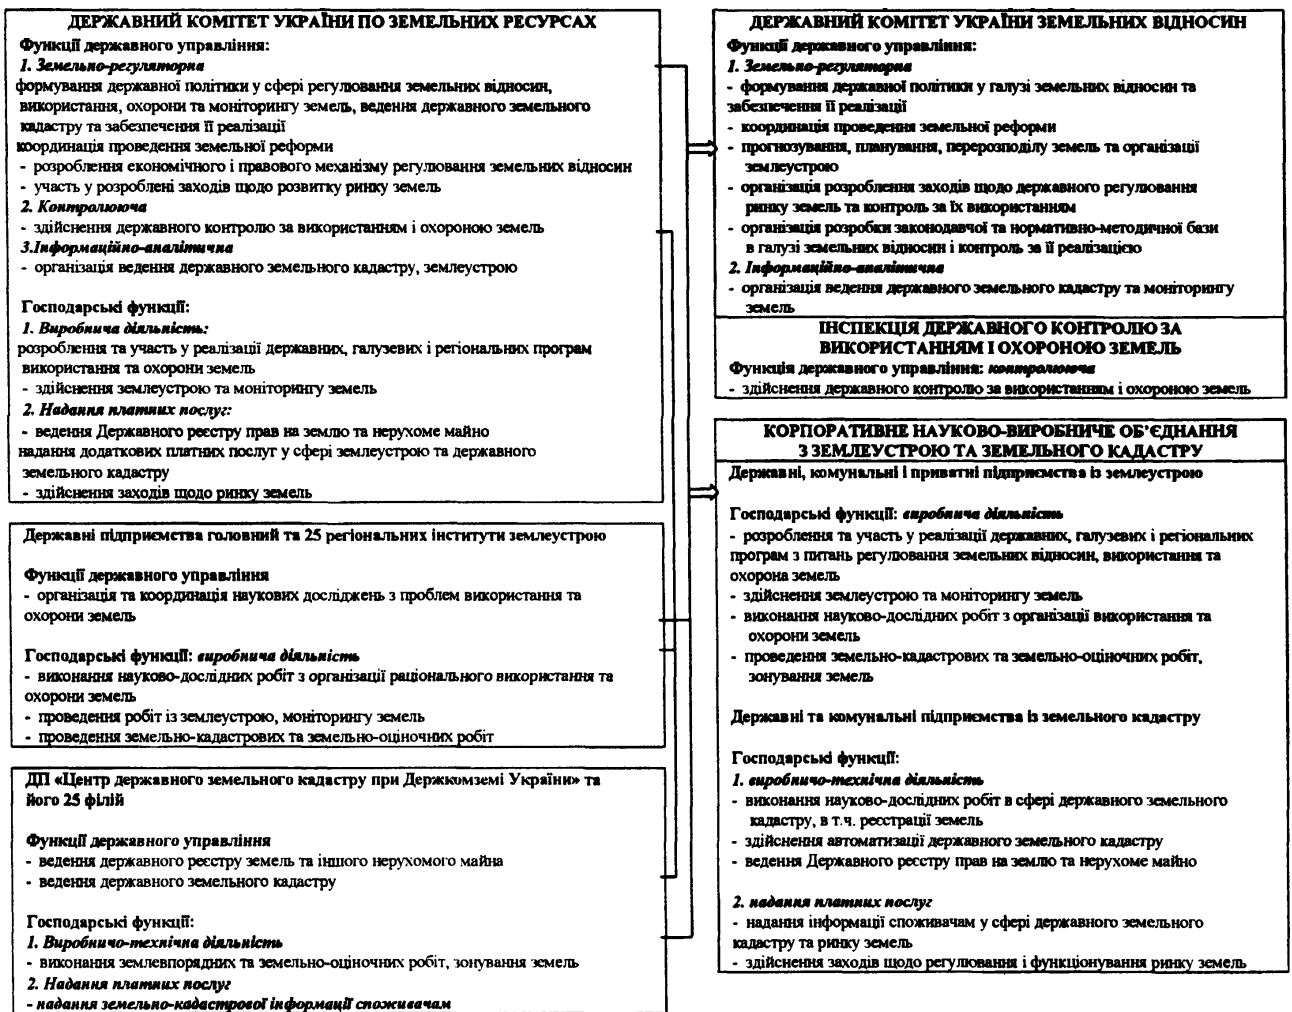 ДЕРЖАВНИЙ КОМІТЕТ УКРАЇНИ ПО ЗЕМЕЛЬНИХ РЕСУРСАХ
Функції державного управління:
1. Земельно-регуляторна
формування державної політики у сфері регулювання земельних відносин,
використання, охорони та моніторингу земель, ведення державного земельного
кадастру та забезпечення її реалізації
координація проведення земельної реформи
- розроблення економічного і правового механізму регулювання земельних відносин
- участь у розроблені заходів щодо розвитку ринку земель
2. Контролююча
- здійснення державного контролю за використанням і охороною земель
3.Інформаційно-аналітична
- організація ведення державного земельного кадастру, землеустрою
Господарські функції:
1. Виробнича діяльність:
розроблення та участь у реалізації державних, галузевих і регіональних програм
використання та охорони земель
- здійснення землеустрою та моніторингу земель
2. Надання платних послуг:
- ведення Державного реєстру прав на землю та нерухоме майно
надання додаткових платних послуг у сфері землеустрою та державного
земельного кадастру
- здійснення заходів щодо ринку земель
Державні підприємства головний та 25 регіональних інститути землеустрою
Функції державного управління
- організація та координація наукових досліджень з проблем використання та
охорони земель
Господарські функції: виробнича діяльність
- виконання науково-дослідних робіт з організації раціонального використання та
охорони земель
- проведення робіт із землеустрою, моніторингу земель
- проведення земельно-кадастрових та земельно-оціночних робіт
ДП «Центр державного земельного кадастру при Держкомземі України» та
його 25 філій
Функції державного управління
- ведення державного реєстру земель та іншого нерухомого майна
- ведення державного земельного кадастру
Господарські функції:
1. Виробничо-технічна діяльність
- виконання землевпорядних та земельно-оціночних робіт, зонування земель
2. Надання платних послуг
- надання земельно-кадастрової інформації споживачам
ДЕРЖАВНИЙ КОМІТЕТ УКРАЇНИ ЗЕМЕЛЬНИХ ВІДНОСИН
Функції державного управління:
1. Земельно-регуляторна
- формування державної політики у галузі земельних відносин та
забезпечення її реалізації
- координація проведення земельної реформи
- прогнозування, планування, перерозподілу земель та організації
землеустрою
- організація розроблення заходів щодо державного регулювання
ринку земель та контроль за їх використанням
- організація розробки законодавчої та нормативно-методичної бази
в галузі земельних відносин і контроль за її реалізацією
2. Інформаційно-аналітична
- організація ведення державного земельного кадастру та моніторингу
земель
ІНСПЕКЦІЯ ДЕРЖАВНОГО КОНТРОЛЮ ЗА
ВИКОРИСТАННЯМ І ОХОРОНОЮ ЗЕМЕЛЬ
Функція державного управління: контролююча
- здійснення державного контролю за використанням і охороною земель
КОРПОРАТИВНЕ НАУКОВО-ВИРОБНИЧЕ ОБ’ЄДНАННЯ
З ЗЕМЛЕУСТРОЮ ТА ЗЕМЕЛЬНОГО КАДАСТРУ
Державні, комунальні і приватні підприємства із землеустрою
Господарські функції: виробнича діяльність
- розроблення та участь у реалізації державних, галузевих і регіональних
програм з питань регулювання земельних відносин, використання та
охорона земель
- здійснення землеустрою та моніторингу земель
- виконання науково-дослідних робіт з організації використання та
охорони земель
- проведення земельно-кадастрових та земельно-оціночних робіт,
зонування земель
Державні та комунальні підприємства із земельного кадастру
Господарські функції:
1. виробничо-технічна діяльність
- виконання науково-дослідних робіт в сфері державного земельного
кадастру, в т.ч. реєстрації земель
- здійснення автоматизації державного земельного кадастру
- ведення Державного реєстру прав на землю та нерухоме майно
2. надання платних послуг
- надання інформації споживачам у сфері державного земельного
кадастру та ринку земель
- здійснення заходів щодо регулювання і функціонування ринку земель